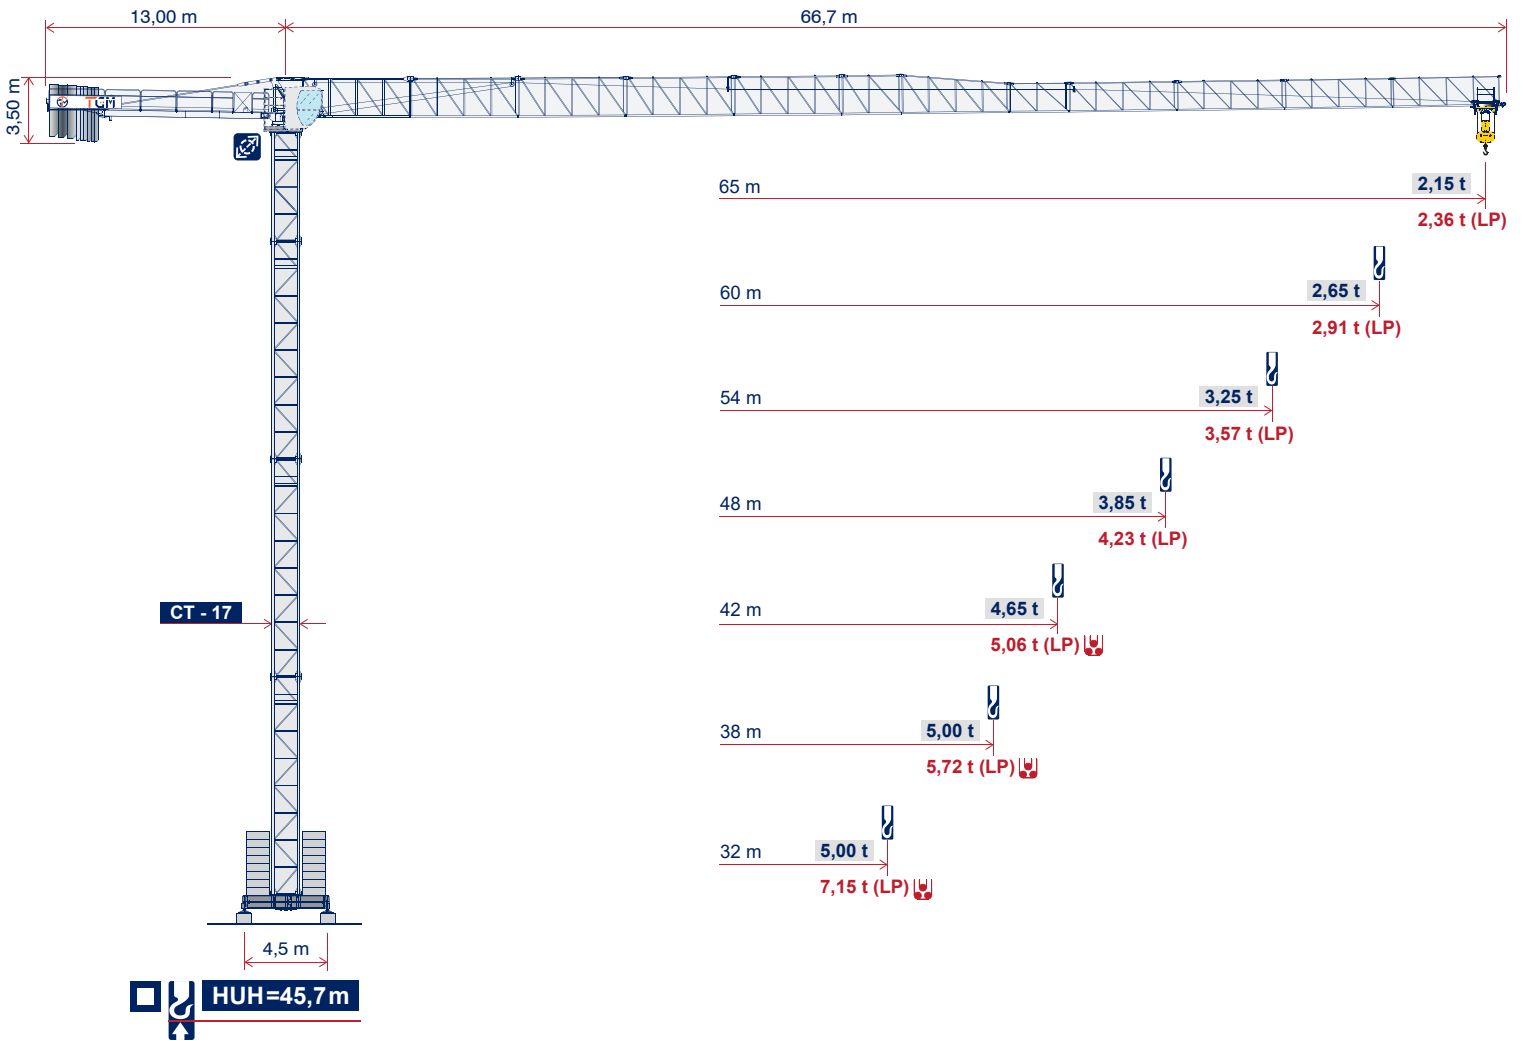 13,00 m
66,7 m
3,50 m
TGM
65 m
2,15 t
2,36 t (LP)
60 m
2,65 t
2,91 t (LP)
54 m
3,25 t
3,57 t (LP)
48 m
3,85 t
4,23 t (LP)
CT - 17
42 m
4,65 t
5,06 t (LP)
38 m
5,00 t
5,72 t (LP)
32 m
5,00 t
7,15 t (LP)
4,5 m
HUH=45,7m